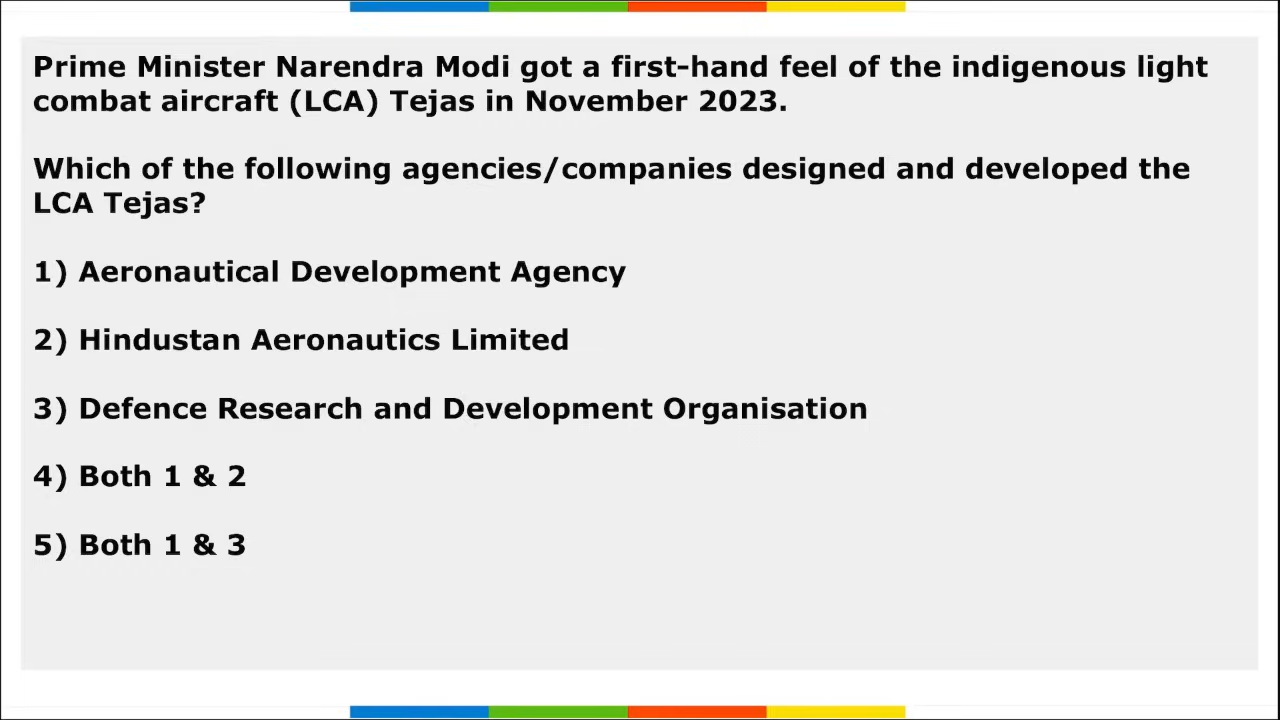 Prime Minister Narendra Modi got a first-hand feel of the indigenous light
combat aircraft (LCA) Tejas in November 2023.
Which of the following agencies/companies designed and developed the
LCA Tejas?
1) Aeronautical Development Agency
2) Hindustan Aeronautics Limited
3) Defence Research and Development Organisation
4) Both 1 & 2
5) Both 1 & 3